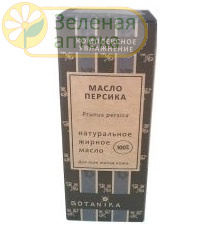 Зеленая
аптека
КОМПЛЕКСНОЕ
УВЛАЖНЕНИЕ
МАСЛО
ПЕРСИКА
Prunus persica
натуральное
жирное
масло
100%
BOTANIKA